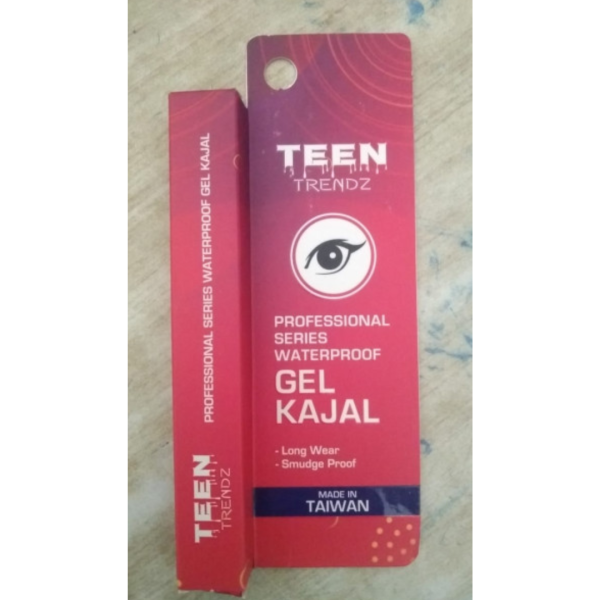 TEEN
TRENDZ
PROFESSIONAL
SERIES
WATERPROOF
GEL
KAJAL
- Long Wear
- Smudge Proof
MADE IN
TAIWAN
TEEN
TRENDZ
PROFESSIONAL SERIES WATERPROOF GEL KAJAL